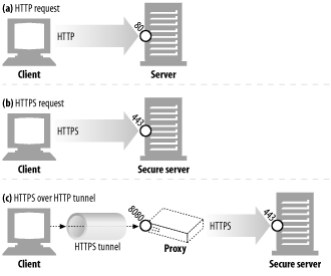 (a) HTTP request
HTTP
80
Client
Server
(b) HTTPS request
HTTPS
443
Client
Secure server
(c) HTTPS over HTTP tunnel
8080
HTTPS
443
HTTPS tunnel
Proxy
Client
Secure server